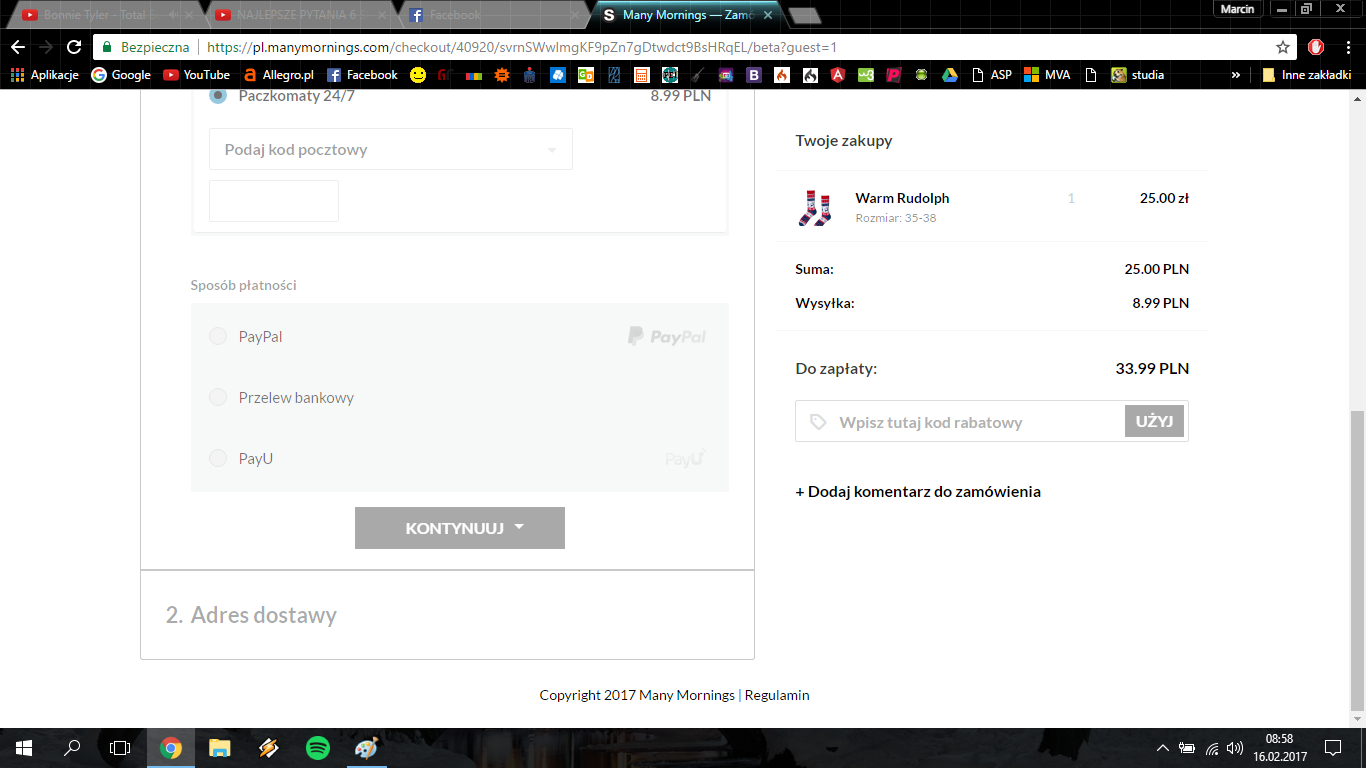 Bonnie Tyler - Total E
NAJLEPSZE PYTANIA 6 S
Facebook
Many Mornings — Zamó
Marcin
Bezpieczna
https://pl.manymornings.com/checkout/40920/svrnSWwlmgKF9pZn7gDtwdct9BsHRqEL/beta?guest=1
Aplikacje
Google
YouTube
Allegro.pl
Facebook
ASP
MVA
studia
»
Inne zakładki
Paczkomaty 24/7
8.99 PLN
Podaj kod pocztowy
Sposób płatności
PayPal
PayPal
Przelew bankowy
PayU
PayU
KONTYNUUJ
2. Adres dostawy
Twoje zakupy
Warm Rudolph
1
25.00 zł
Rozmiar: 35-38
Suma:
25.00 PLN
Wysyłka:
8.99 PLN
Do zapłaty:
33.99 PLN
Wpisz tutaj kod rabatowy
UŻYJ
+ Dodaj komentarz do zamówienia
Copyright 2017 Many Mornings | Regulamin
08:58
16.02.2017